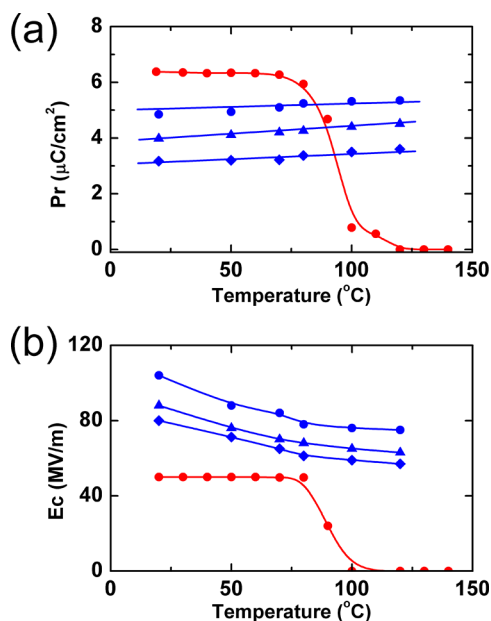 (a)
8
6
4
2
0
Pr (μC/cm²)
0 50 100 150
Temperature (°C)
(b)
120
80
40
0
Ec (MV/m)
0 50 100 150
Temperature (°C)